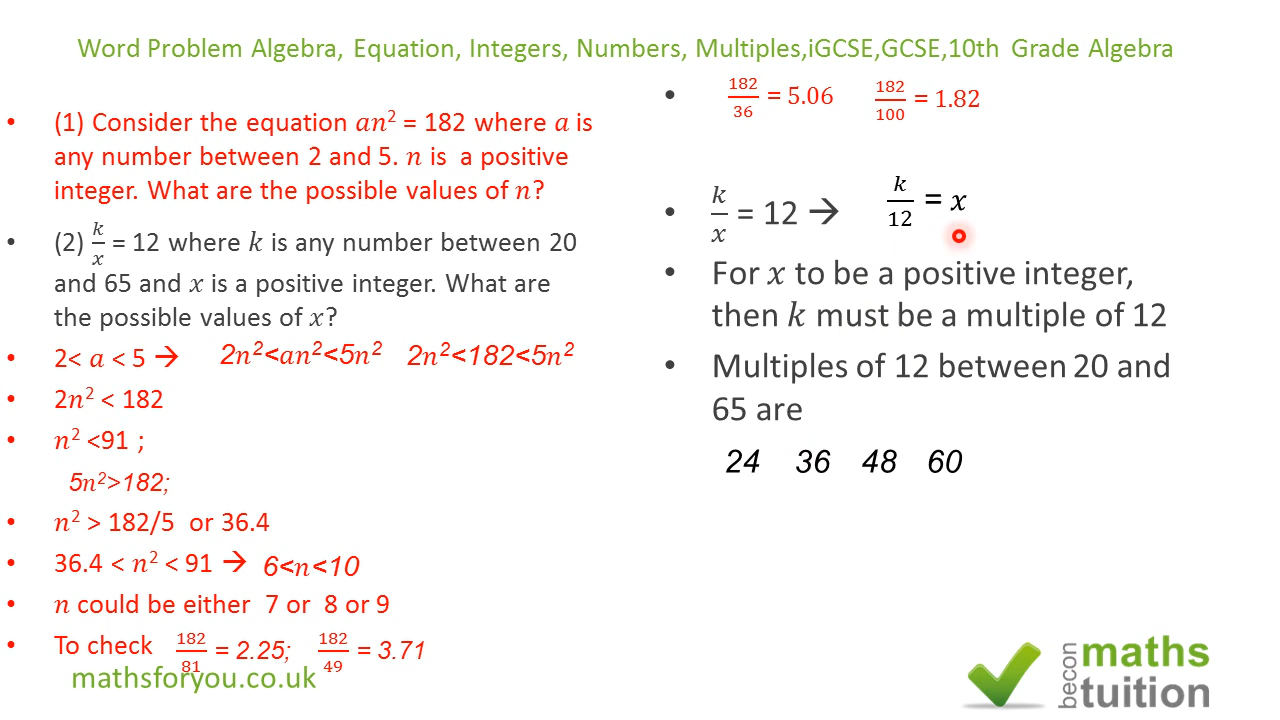 Word Problem Algebra, Equation, Integers, Numbers, Multiples,iGCSE,GCSE,10th Grade Algebra
• (1) Consider the equation an² = 182 where a is
any number between 2 and 5. n is a positive
integer. What are the possible values of n?
• (2) k/x = 12 where k is any number between 20
and 65 and x is a positive integer. What are
the possible values of x?
• 2< a < 5 → 2n²<an²<5n² 2n²<182<5n²
• 2n² < 182
• n² <91 ;
5n²>182;
• n² > 182/5 or 36.4
• 36.4 < n² < 91 → 6<n<10
• n could be either 7 or 8 or 9
• To check 182/81 = 2.25; 182/49 = 3.71
mathsforyou.co.uk
• 182/36 = 5.06 182/100 = 1.82
• k/x = 12 → k/12 = x
• For x to be a positive integer,
then k must be a multiple of 12
• Multiples of 12 between 20 and
65 are
24 36 48 60
becon
maths
tuition